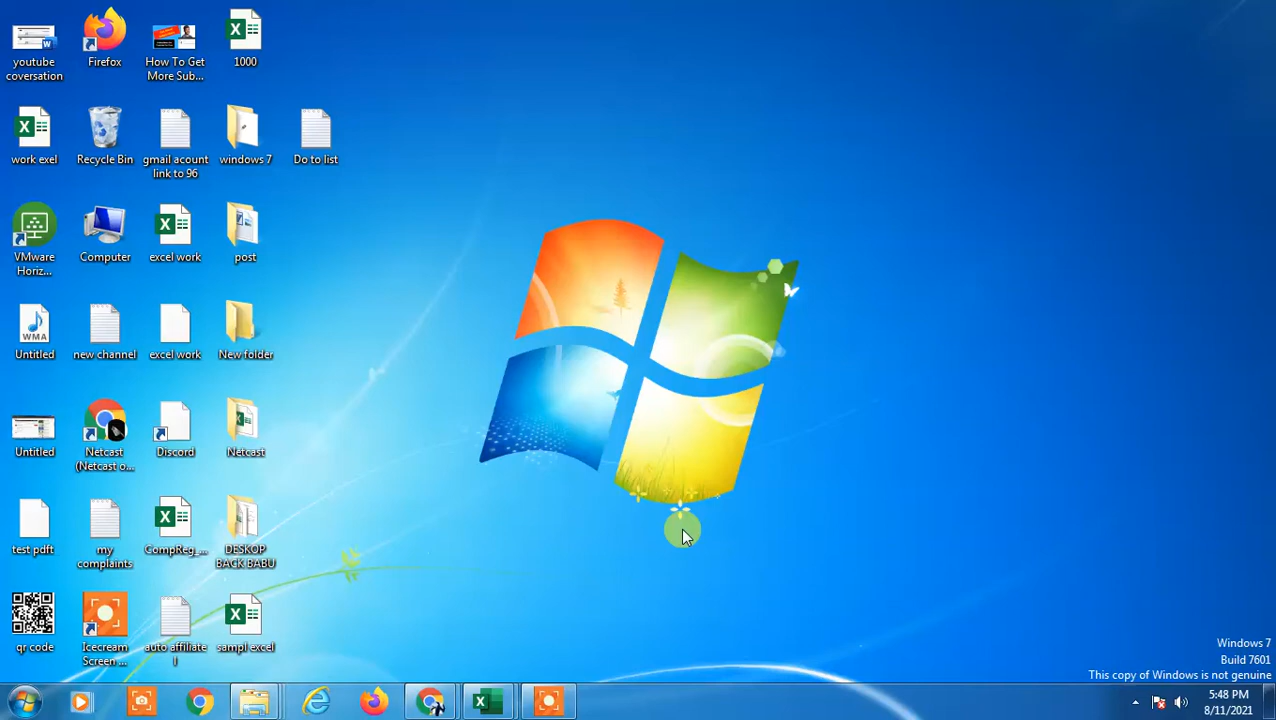 youtube
coversation
Firefox
How To Get
More Sub...
1000
work exel
Recycle Bin
gmail acount
link to 96
windows 7
Do to list
VMware
Horiz...
Computer
excel work
post
WMA
Untitled
new channel
excel work
New folder
Untitled
Netcast
(Netcast o...
Discord
Netcast
test pdft
my
complaints
CompReg_...
DESKOP
BACK BABU
qr code
Icecream
Screen ...
auto affiliate
l
sampl excel
Windows 7
Build 7601
This copy of Windows is not genuine
5:48 PM
8/11/2021